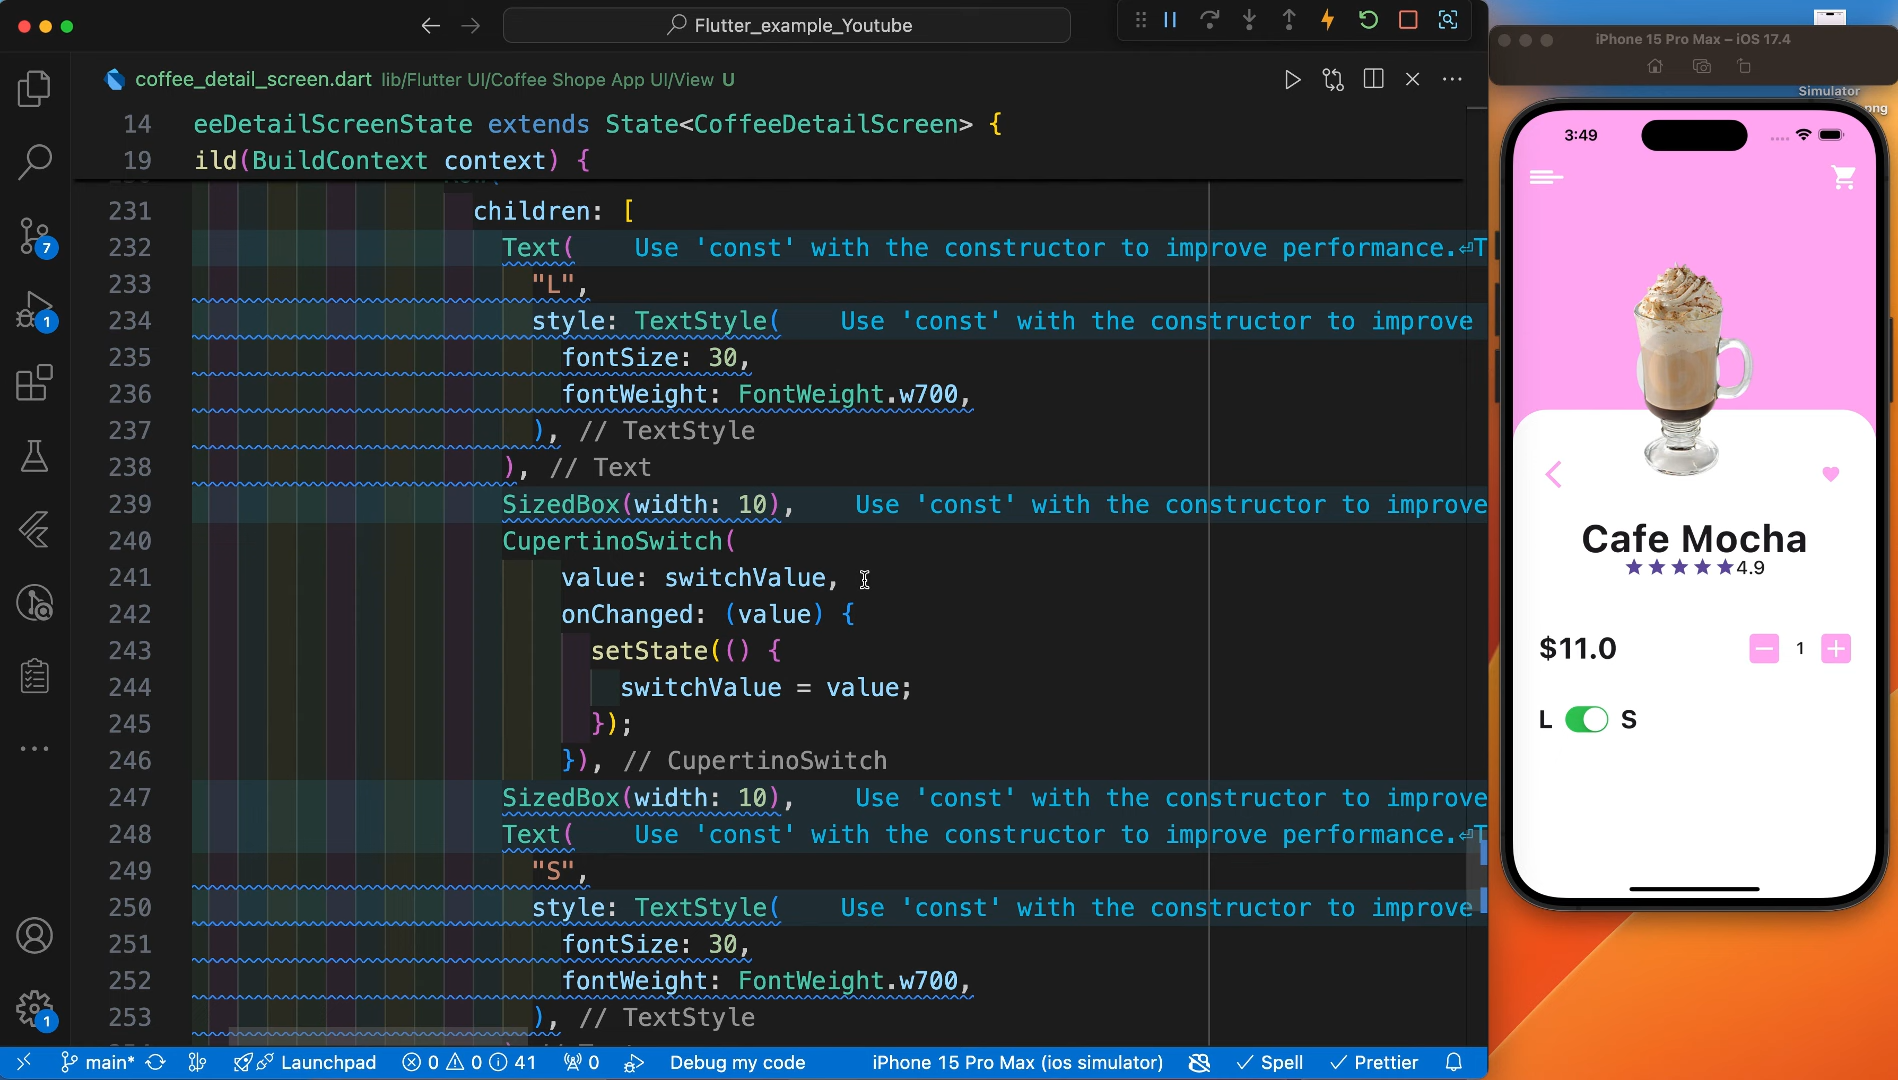 Flutter_example_Youtube
coffee_detail_screen.dart lib/Flutter UI/Coffee Shope App UI/View U
14 eeDetailScreenState extends State<CoffeeDetailScreen> {
19 ild(BuildContext context) {
231 children: [
232 Text( Use 'const' with the constructor to improve performance.⏎T
233 "L",
234 style: TextStyle( Use 'const' with the constructor to improve
235 fontSize: 30,
236 fontWeight: FontWeight.w700,
237 ), // TextStyle
238 ), // Text
239 SizedBox(width: 10), Use 'const' with the constructor to improve
240 CupertinoSwitch(
241 value: switchValue,
242 onChanged: (value) {
243 setState(() {
244 switchValue = value;
245 });
246 }), // CupertinoSwitch
247 SizedBox(width: 10), Use 'const' with the constructor to improve
248 Text( Use 'const' with the constructor to improve performance.⏎T
249 "S",
250 style: TextStyle( Use 'const' with the constructor to improve
251 fontSize: 30,
252 fontWeight: FontWeight.w700,
253 ), // TextStyle
7
1
1
main* Launchpad 0 0 41 0 Debug my code iPhone 15 Pro Max (ios simulator) Spell Prettier
iPhone 15 Pro Max – iOS 17.4
Simulator
png
3:49
Cafe Mocha
4.9
$11.0 1
L S